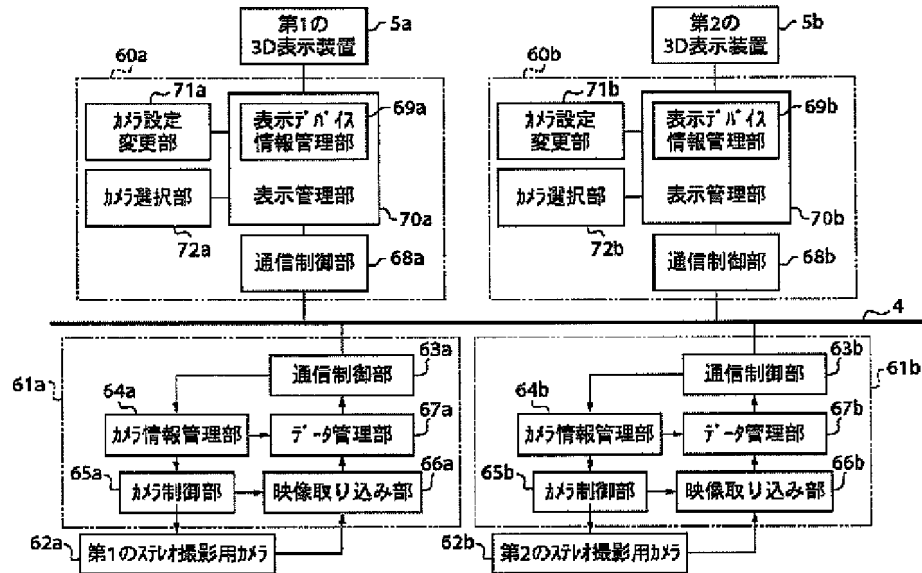 第1の
3D表示装置
5a
第2の
3D表示装置
5b
60a
60b
71a
カメラ設定
変更部
表示デバイス
情報管理部
69a
71b
カメラ設定
変更部
表示デバイス
情報管理部
69b
カメラ選択部
表示管理部
70a
72a
カメラ選択部
表示管理部
70b
72b
通信制御部
68a
通信制御部
68b
4
61a
63a
通信制御部
64a
67a
カメラ情報管理部
データ管理部
65a
66a
カメラ制御部
映像取り込み部
62a
第1のステレオ撮影用カメラ
61b
63b
通信制御部
64b
67b
カメラ情報管理部
データ管理部
65b
66b
カメラ制御部
映像取り込み部
62b
第2のステレオ撮影用カメラ